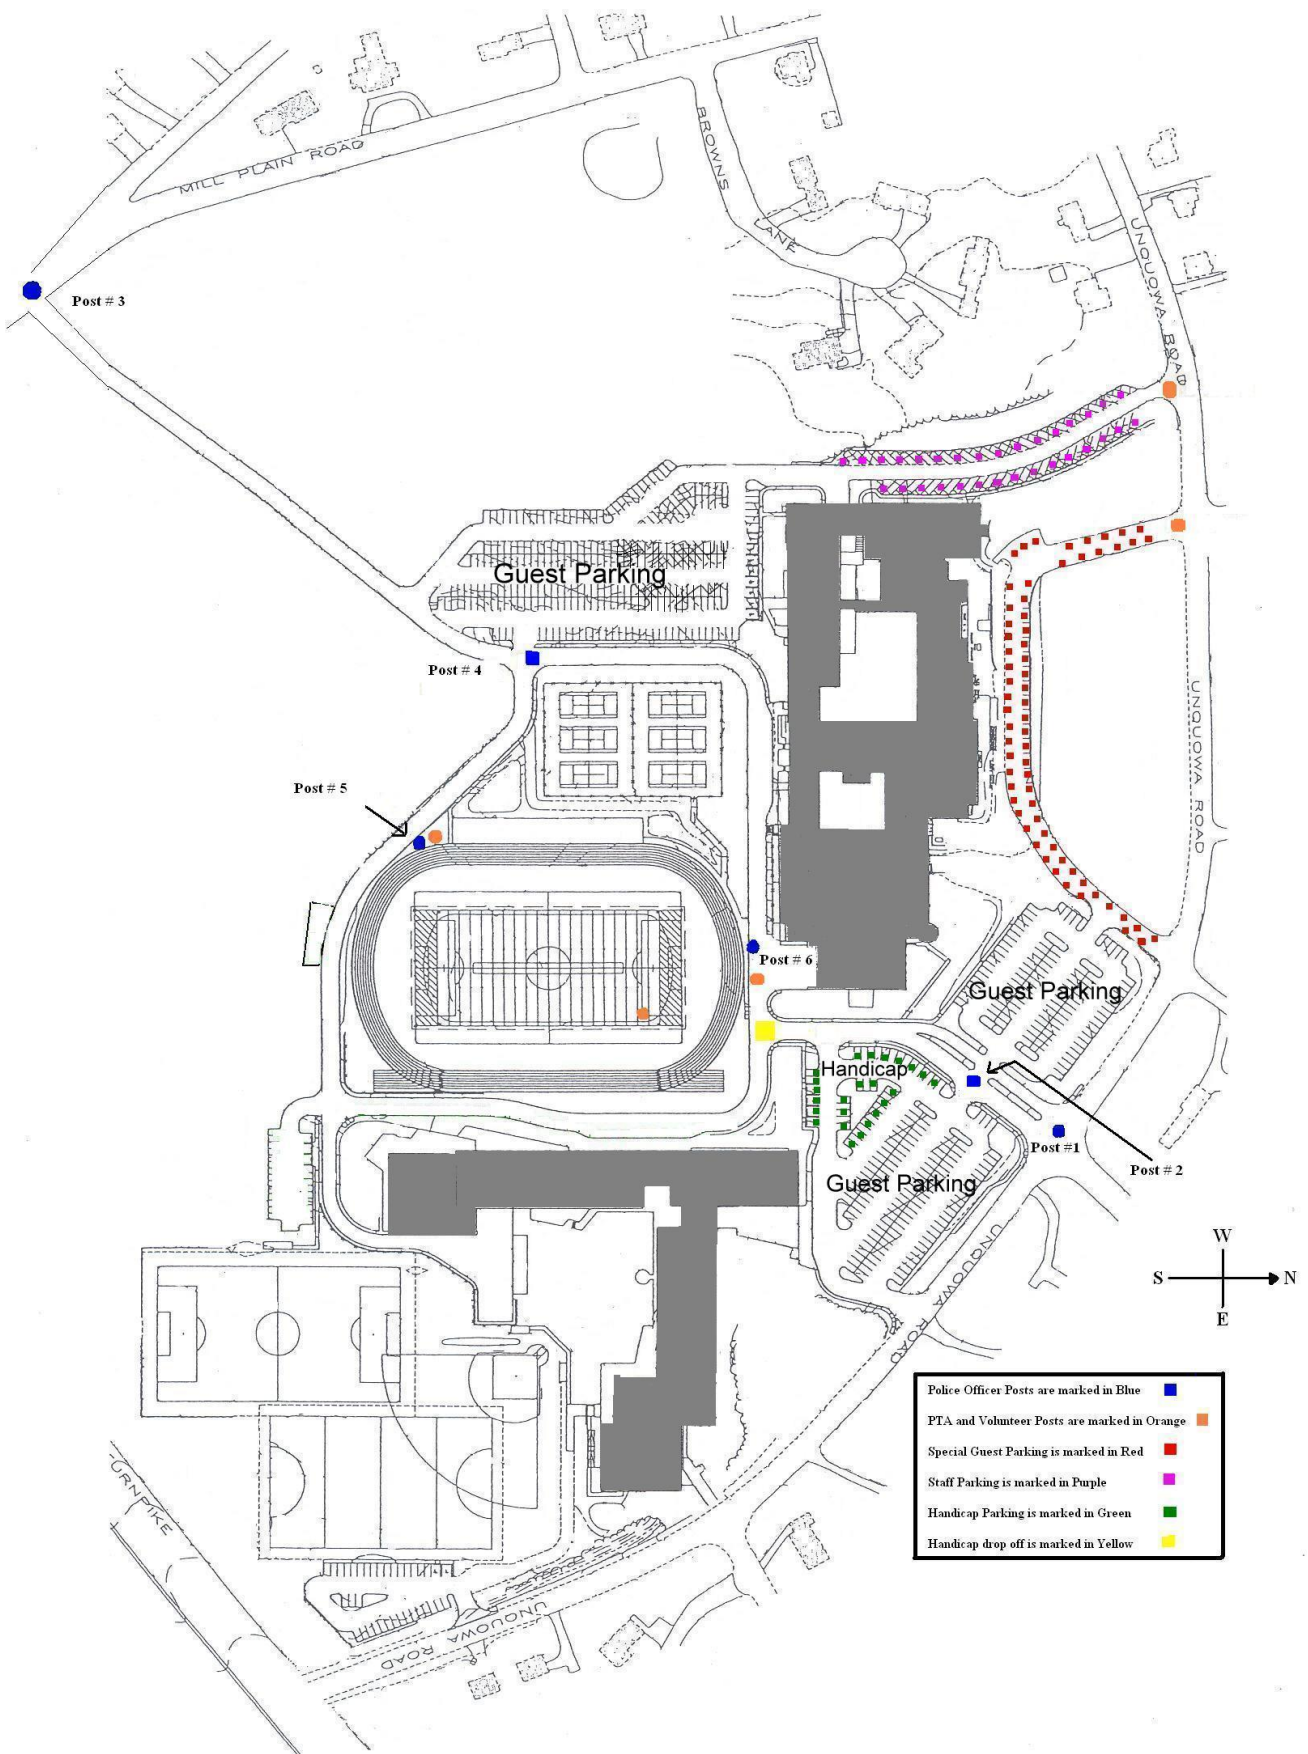 MILL PLAIN ROAD
BROWNS
LANE
UNQUOWA ROAD
Post # 3
Guest Parking
Post # 4
UNQUOWA ROAD
Post # 5
Post # 6
Guest Parking
Handicap
Post #1
Post # 2
Guest Parking
UNQUOWA ROAD
W
S N
E
Police Officer Posts are marked in Blue
PTA and Volunteer Posts are marked in Orange
Special Guest Parking is marked in Red
Staff Parking is marked in Purple
Handicap Parking is marked in Green
Handicap drop off is marked in Yellow
URNPIKE
UNQUOWA ROAD